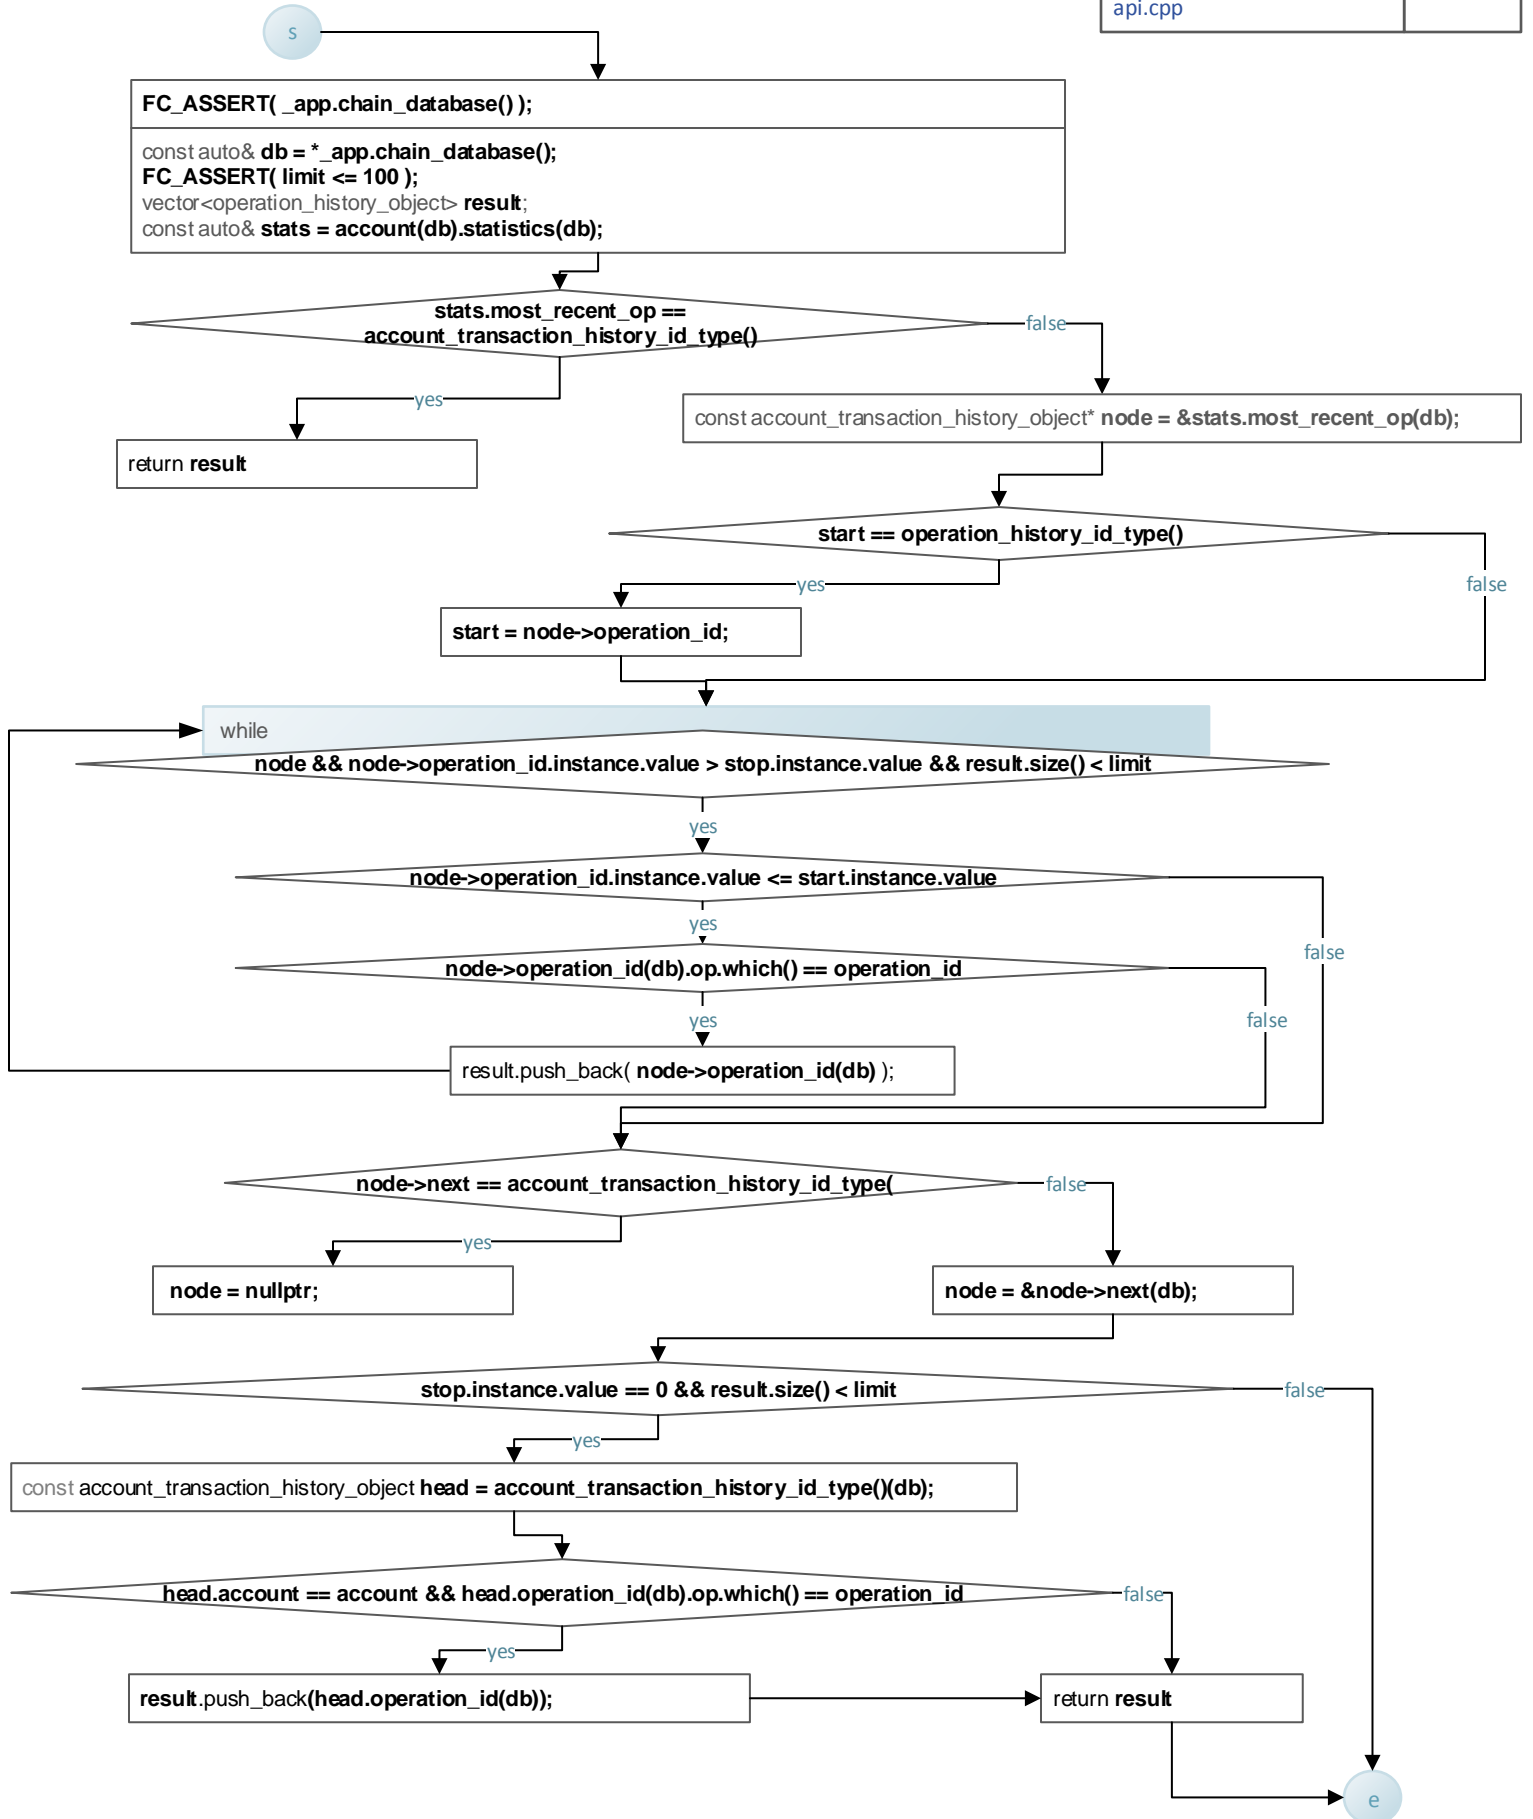 api.cpp
s
FC_ASSERT( _app.chain_database() );
const auto& db = *_app.chain_database();
FC_ASSERT( limit <= 100 );
vector<operation_history_object> result;
const auto& stats = account(db).statistics(db);
stats.most_recent_op ==
account_transaction_history_id_type()
false
yes
const account_transaction_history_object* node = &stats.most_recent_op(db);
return result
start == operation_history_id_type()
yes
false
start = node->operation_id;
while
node && node->operation_id.instance.value > stop.instance.value && result.size() < limit
yes
node->operation_id.instance.value <= start.instance.value
yes
false
node->operation_id(db).op.which() == operation_id
yes
false
result.push_back( node->operation_id(db) );
node->next == account_transaction_history_id_type(
false
yes
node = nullptr;
node = &node->next(db);
stop.instance.value == 0 && result.size() < limit
false
yes
const account_transaction_history_object head = account_transaction_history_id_type()(db);
head.account == account && head.operation_id(db).op.which() == operation_id
false
yes
result.push_back(head.operation_id(db));
return result
e